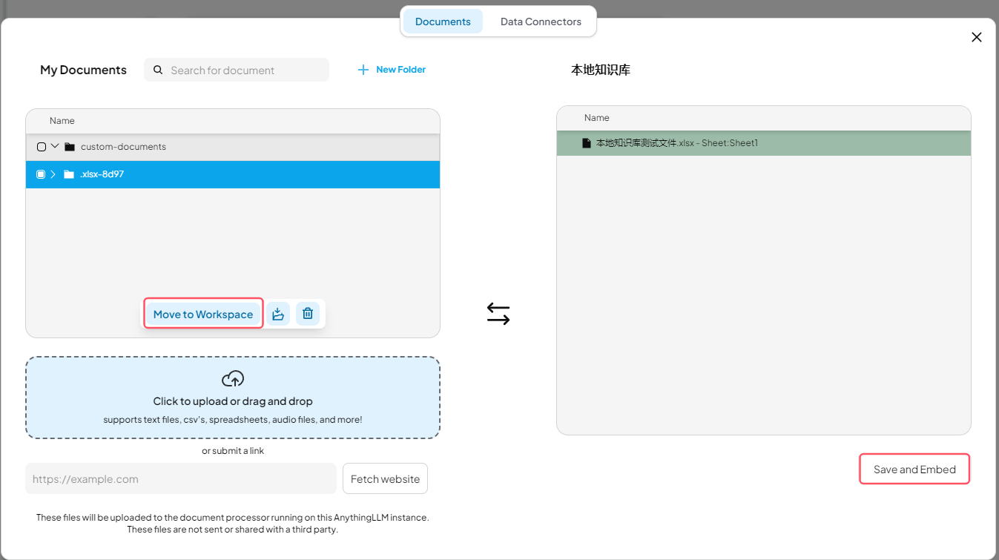 Documents
Data Connectors
My Documents
Search for document
New Folder
本地知识库
Name
custom-documents
.xlsx-8d97
Move to Workspace
Click to upload or drag and drop
supports text files, csv's, spreadsheets, audio files, and more!
or submit a link
https://example.com
Fetch website
These files will be uploaded to the document processor running on this AnythingLLM instance.
These files are not sent or shared with a third party.
Name
本地知识库测试文件.xlsx - Sheet:Sheet1
Save and Embed